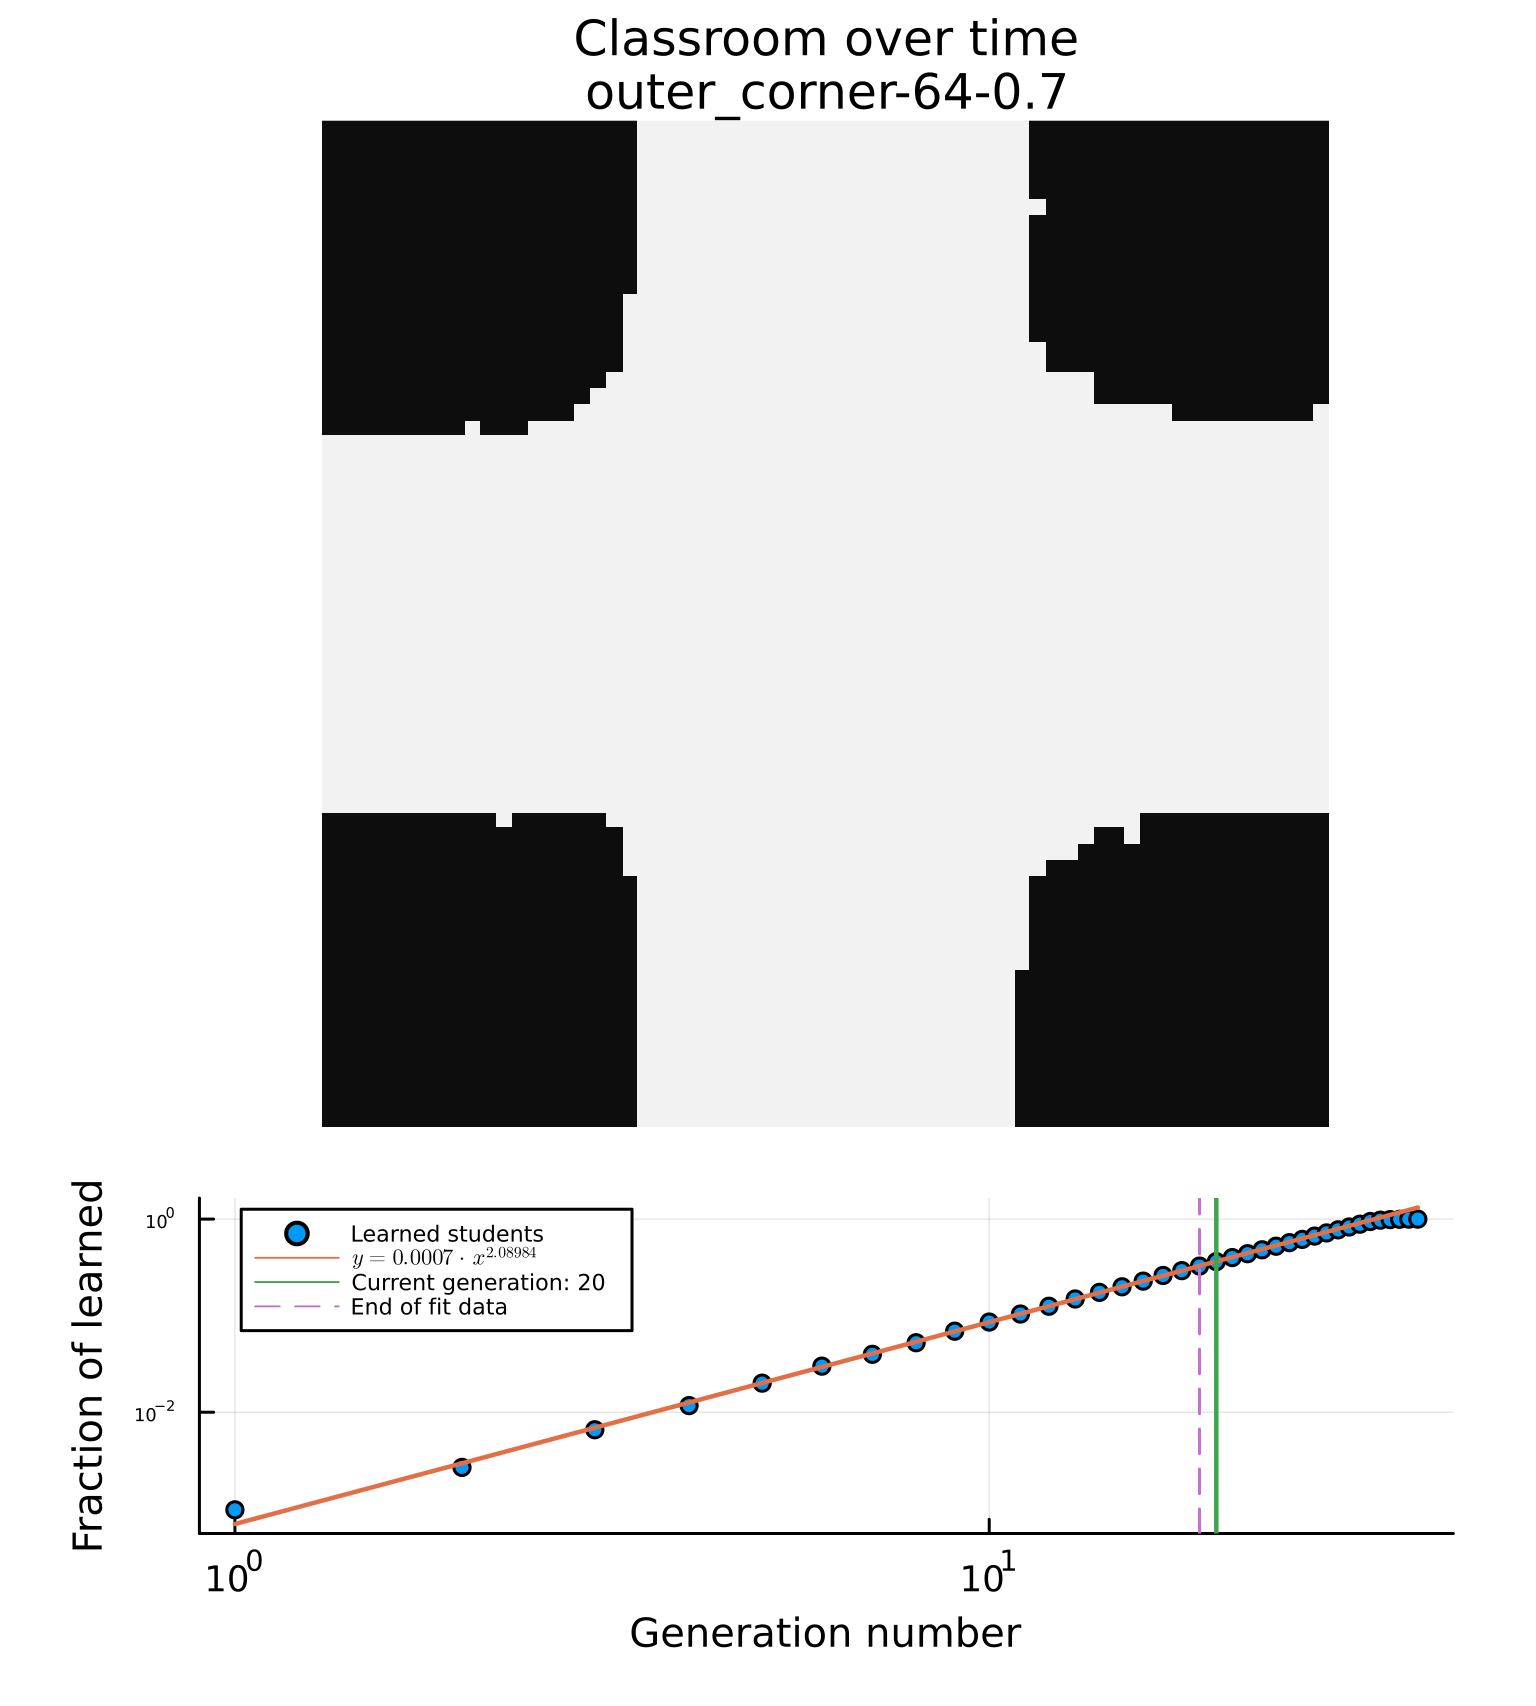 Classroom over time
outer_corner-64-0.7
Fraction of learned
10^0
10^-2
Learned students
y = 0.0007 · x^2.08984
Current generation: 20
End of fit data
10^0
10^1
Generation number